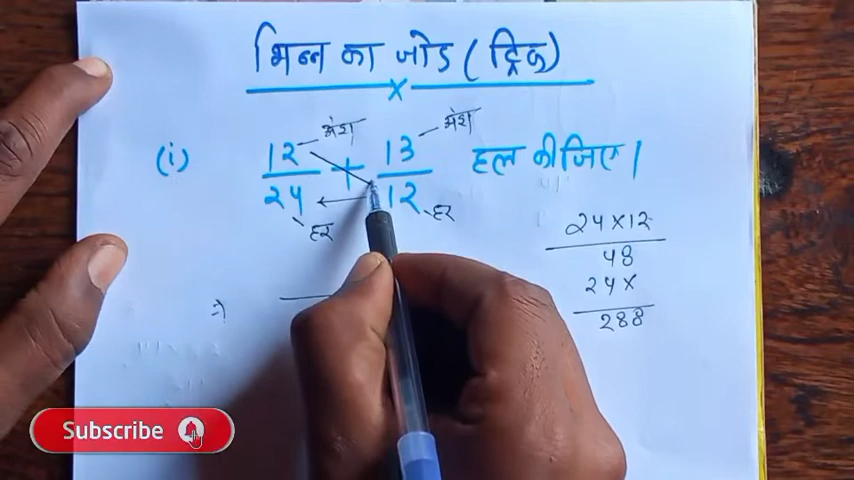 भिन्न का जोड़ (ट्रिक)
×
(i) 12/24 + 13/12 हल कीजिए।
अंश अंश
हर हर
24×12
48
24×
288
=)
Subscribe